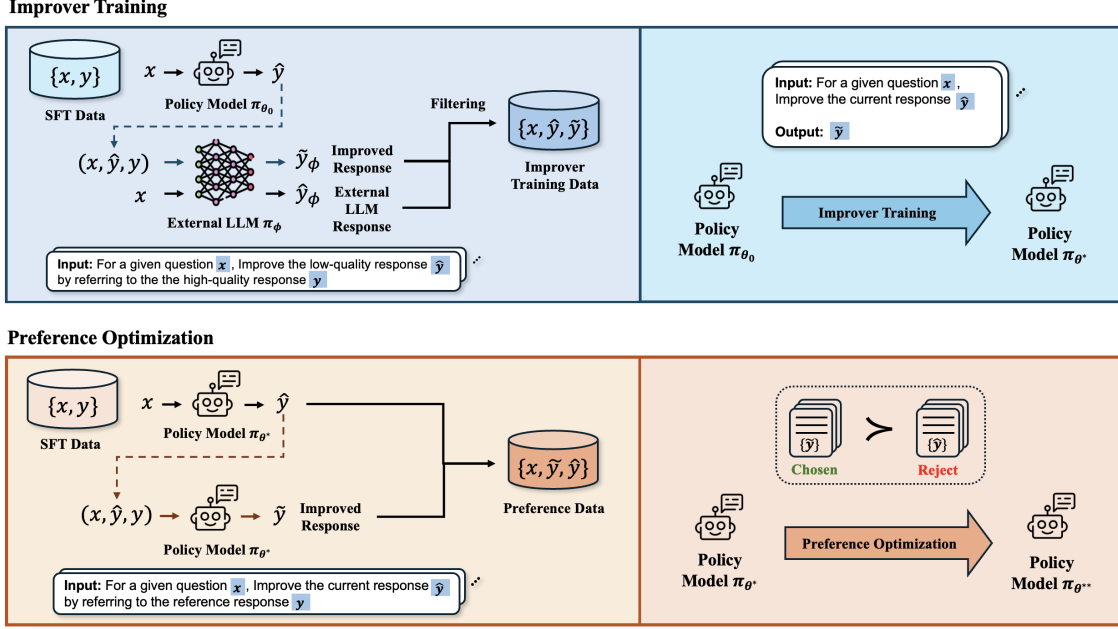 Improver Training
{x, y}
SFT Data
x
ŷ
Policy Model π_θ₀
(x, ŷ, y)
x
External LLM π_ϕ
ỹ_ϕ
Improved
Response
ŷ_ϕ
External
LLM
Response
Filtering
{x, ŷ, ỹ}
Improver
Training Data
Input: For a given question x , Improve the low-quality response ŷ
by referring to the the high-quality response y
Input: For a given question x ,
Improve the current response ŷ
Output: ỹ
Policy
Model π_θ₀
Improver Training
Policy
Model π_θ*
Preference Optimization
{x, y}
SFT Data
x
ŷ
Policy Model π_θ*
(x, ŷ, y)
Policy Model π_θ*
ỹ
Improved
Response
{x, ỹ, ŷ}
Preference Data
Input: For a given question x , Improve the current response ŷ
by referring to the reference response y
{ỹ}
Chosen
≻
{ŷ}
Reject
Policy
Model π_θ*
Preference Optimization
Policy
Model π_θ**